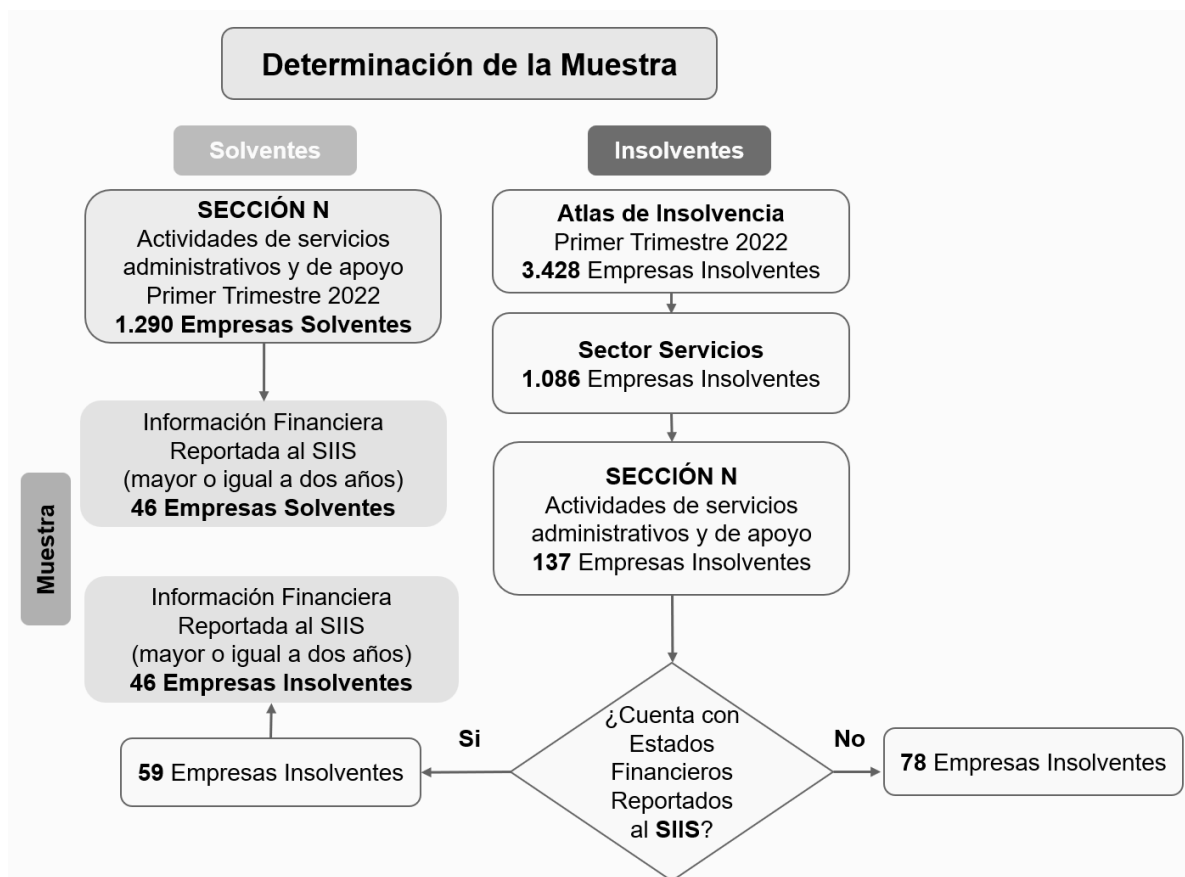 Determinación de la Muestra
Solventes
SECCIÓN N
Actividades de servicios
administrativos y de apoyo
Primer Trimestre 2022
1.290 Empresas Solventes
Información Financiera
Reportada al SIIS
(mayor o igual a dos años)
46 Empresas Solventes
Muestra
Información Financiera
Reportada al SIIS
(mayor o igual a dos años)
46 Empresas Insolventes
59 Empresas Insolventes
Insolventes
Atlas de Insolvencia
Primer Trimestre 2022
3.428 Empresas Insolventes
Sector Servicios
1.086 Empresas Insolventes
SECCIÓN N
Actividades de servicios
administrativos y de apoyo
137 Empresas Insolventes
¿Cuenta con
Estados
Financieros
Reportados
al SIIS?
Si
No
78 Empresas Insolventes